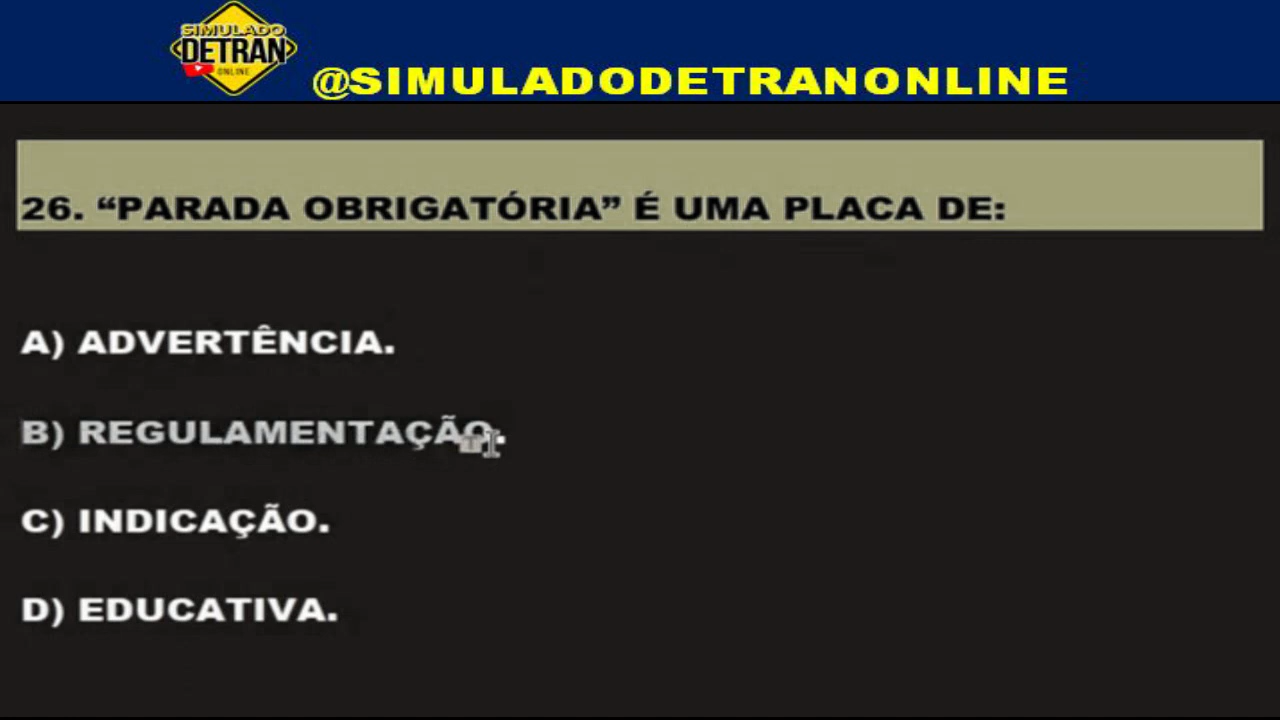 SIMULADO
DETRAN
ONLINE
@SIMULADODETRANONLINE
26. “PARADA OBRIGATÓRIA” É UMA PLACA DE:
A) ADVERTÊNCIA.
B) REGULAMENTAÇÃO.
C) INDICAÇÃO.
D) EDUCATIVA.